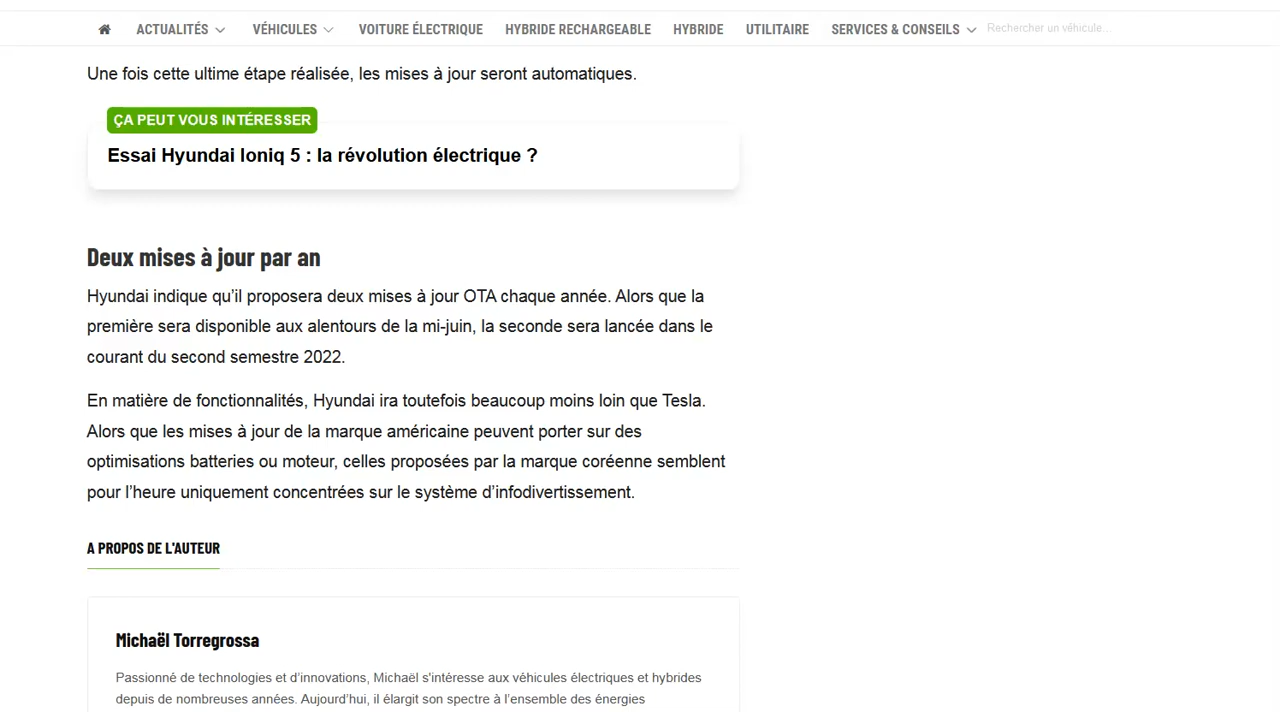 ACTUALITÉS VÉHICULES VOITURE ÉLECTRIQUE HYBRIDE RECHARGEABLE HYBRIDE UTILITAIRE SERVICES & CONSEILS Rechercher un véhicule...
Une fois cette ultime étape réalisée, les mises à jour seront automatiques.
ÇA PEUT VOUS INTÉRESSER
Essai Hyundai Ioniq 5 : la révolution électrique ?
Deux mises à jour par an
Hyundai indique qu’il proposera deux mises à jour OTA chaque année. Alors que la
première sera disponible aux alentours de la mi-juin, la seconde sera lancée dans le
courant du second semestre 2022.
En matière de fonctionnalités, Hyundai ira toutefois beaucoup moins loin que Tesla.
Alors que les mises à jour de la marque américaine peuvent porter sur des
optimisations batteries ou moteur, celles proposées par la marque coréenne semblent
pour l’heure uniquement concentrées sur le système d’infodivertissement.
A PROPOS DE L'AUTEUR
Michaël Torregrossa
Passionné de technologies et d’innovations, Michaël s'intéresse aux véhicules électriques et hybrides
depuis de nombreuses années. Aujourd’hui, il élargit son spectre à l’ensemble des énergies